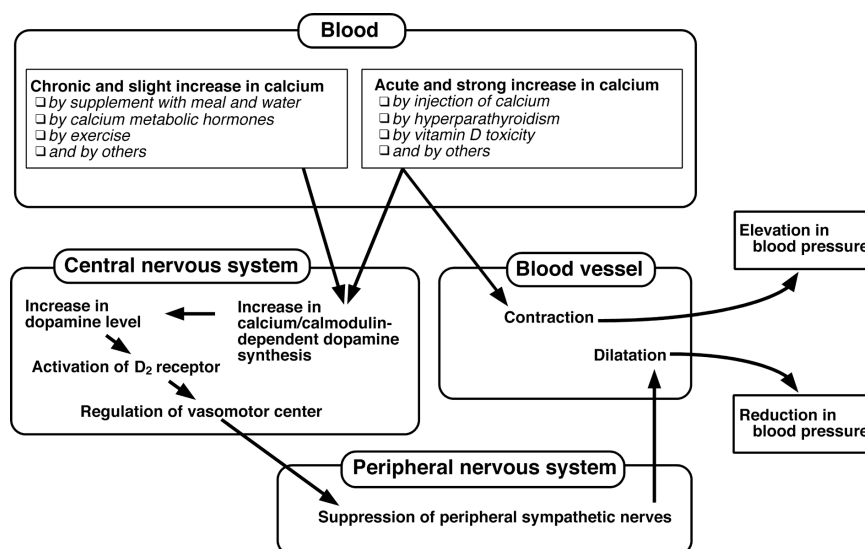 Blood
Chronic and slight increase in calcium
❏ by supplement with meal and water
❏ by calcium metabolic hormones
❏ by exercise
❏ and by others
Acute and strong increase in calcium
❏ by injection of calcium
❏ by hyperparathyroidism
❏ by vitamin D toxicity
❏ and by others
Central nervous system
Increase in
dopamine level
Increase in
calcium/calmodulin-
dependent dopamine
synthesis
Activation of D₂ receptor
Regulation of vasomotor center
Blood vessel
Contraction
Dilatation
Elevation in
blood pressure
Reduction in
blood pressure
Peripheral nervous system
Suppression of peripheral sympathetic nerves